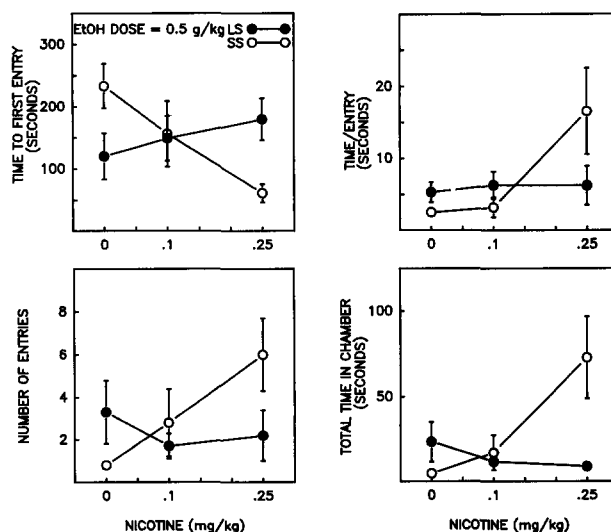 EtOH DOSE = 0.5 g/kg LS
SS
TIME TO FIRST ENTRY
(SECONDS)
300
200
100
0
.1
.25
TIME/ENTRY
(SECONDS)
20
10
0
.1
.25
NUMBER OF ENTRIES
8
6
4
2
0
.1
.25
NICOTINE (mg/kg)
TOTAL TIME IN CHAMBER
(SECONDS)
100
50
0
.1
.25
NICOTINE (mg/kg)